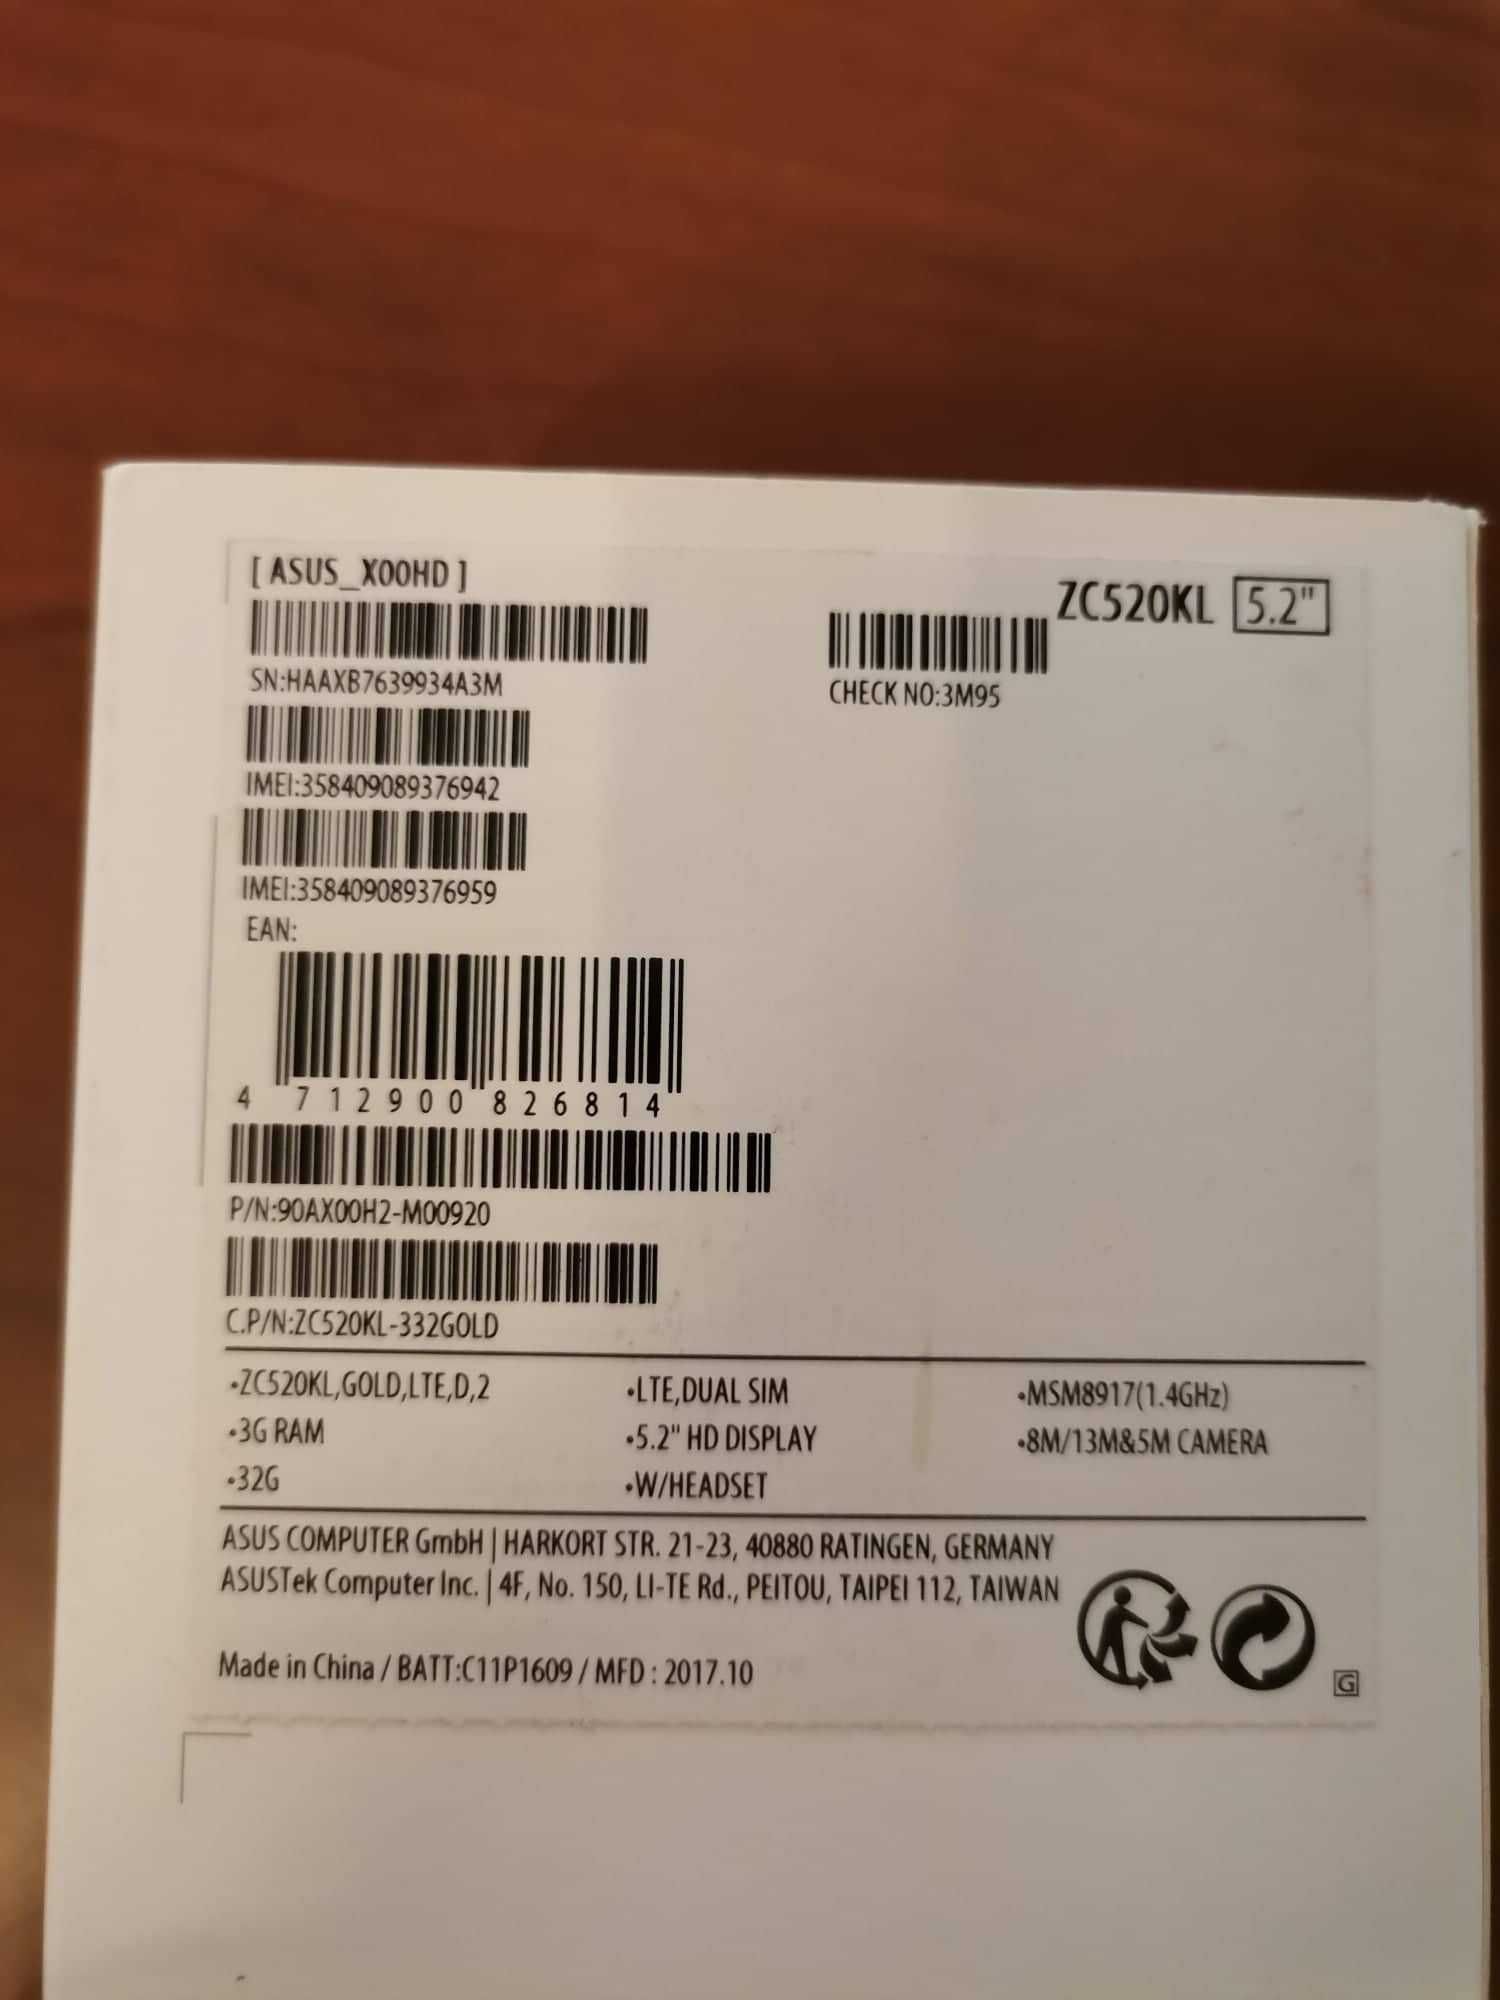 [ ASUS_X00HD ]
ZC520KL 5.2"
SN:HAAXB7639934A3M
CHECK NO:3M95
IMEI:358409089376942
IMEI:358409089376959
EAN:
4 712900 826814
P/N:90AX00H2-M00920
C.P/N:ZC520KL-332GOLD
•ZC520KL,GOLD,LTE,D,2
•LTE,DUAL SIM
•MSM8917(1.4GHz)
•3G RAM
•5.2" HD DISPLAY
•8M/13M&5M CAMERA
•32G
•W/HEADSET
ASUS COMPUTER GmbH | HARKORT STR. 21-23, 40880 RATINGEN, GERMANY
ASUSTek Computer Inc. | 4F, No. 150, LI-TE Rd., PEITOU, TAIPEI 112, TAIWAN
Made in China / BATT:C11P1609 / MFD : 2017.10
G